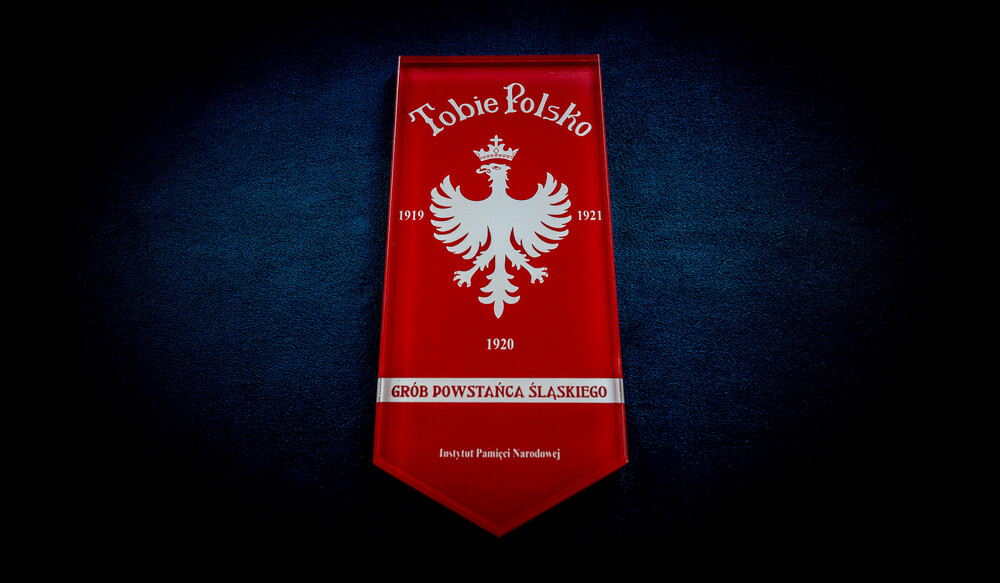 Tobie Polsko
1919 1921
1920
GRÓB POWSTAŃCA ŚLĄSKIEGO
Instytut Pamięci Narodowej